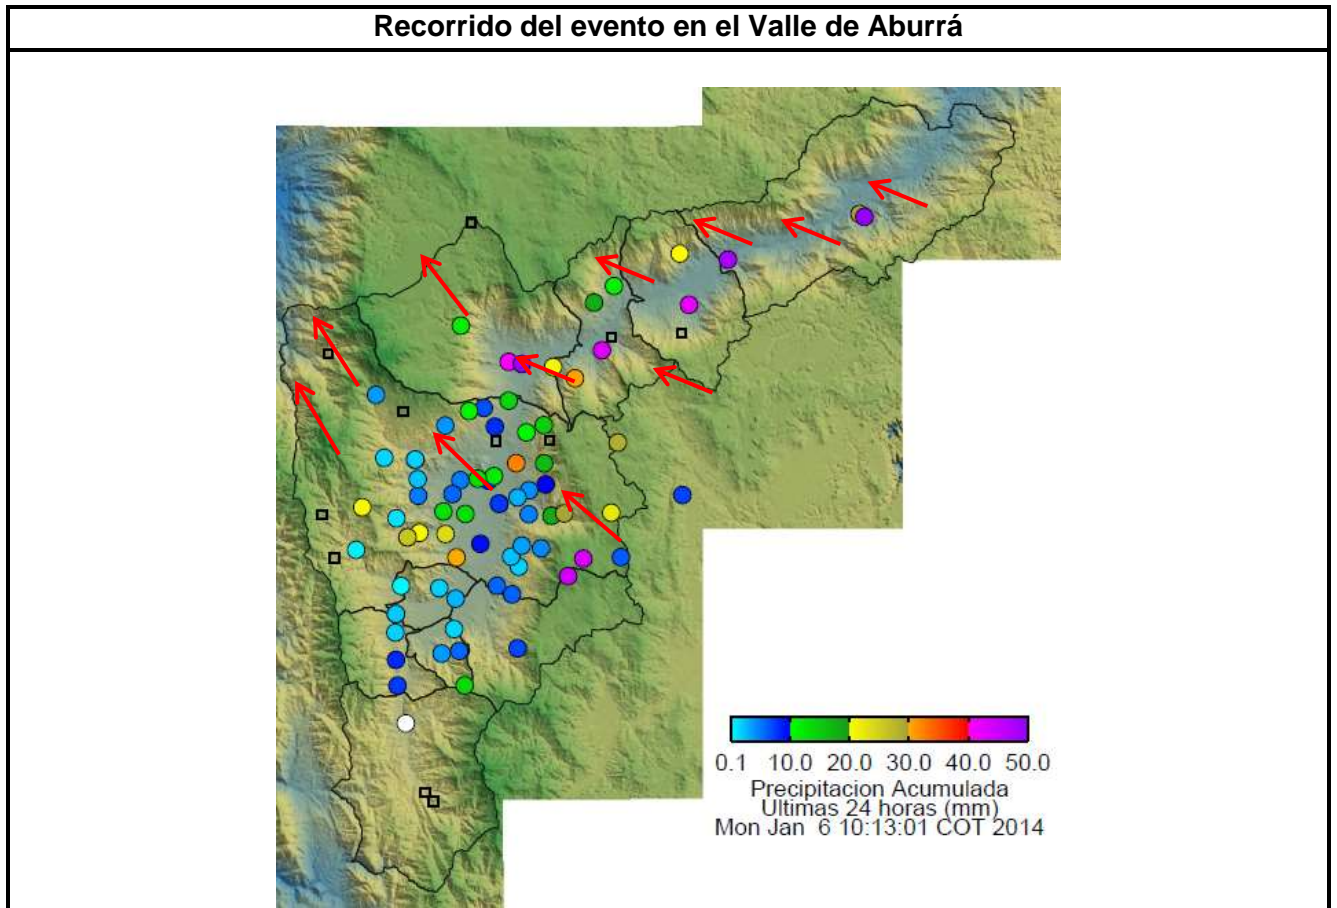 Recorrido del evento en el Valle de Aburrá
0.1 10.0 20.0 30.0 40.0 50.0
Precipitacion Acumulada
Ultimas 24 horas (mm)
Mon Jan 6 10:13:01 COT 2014